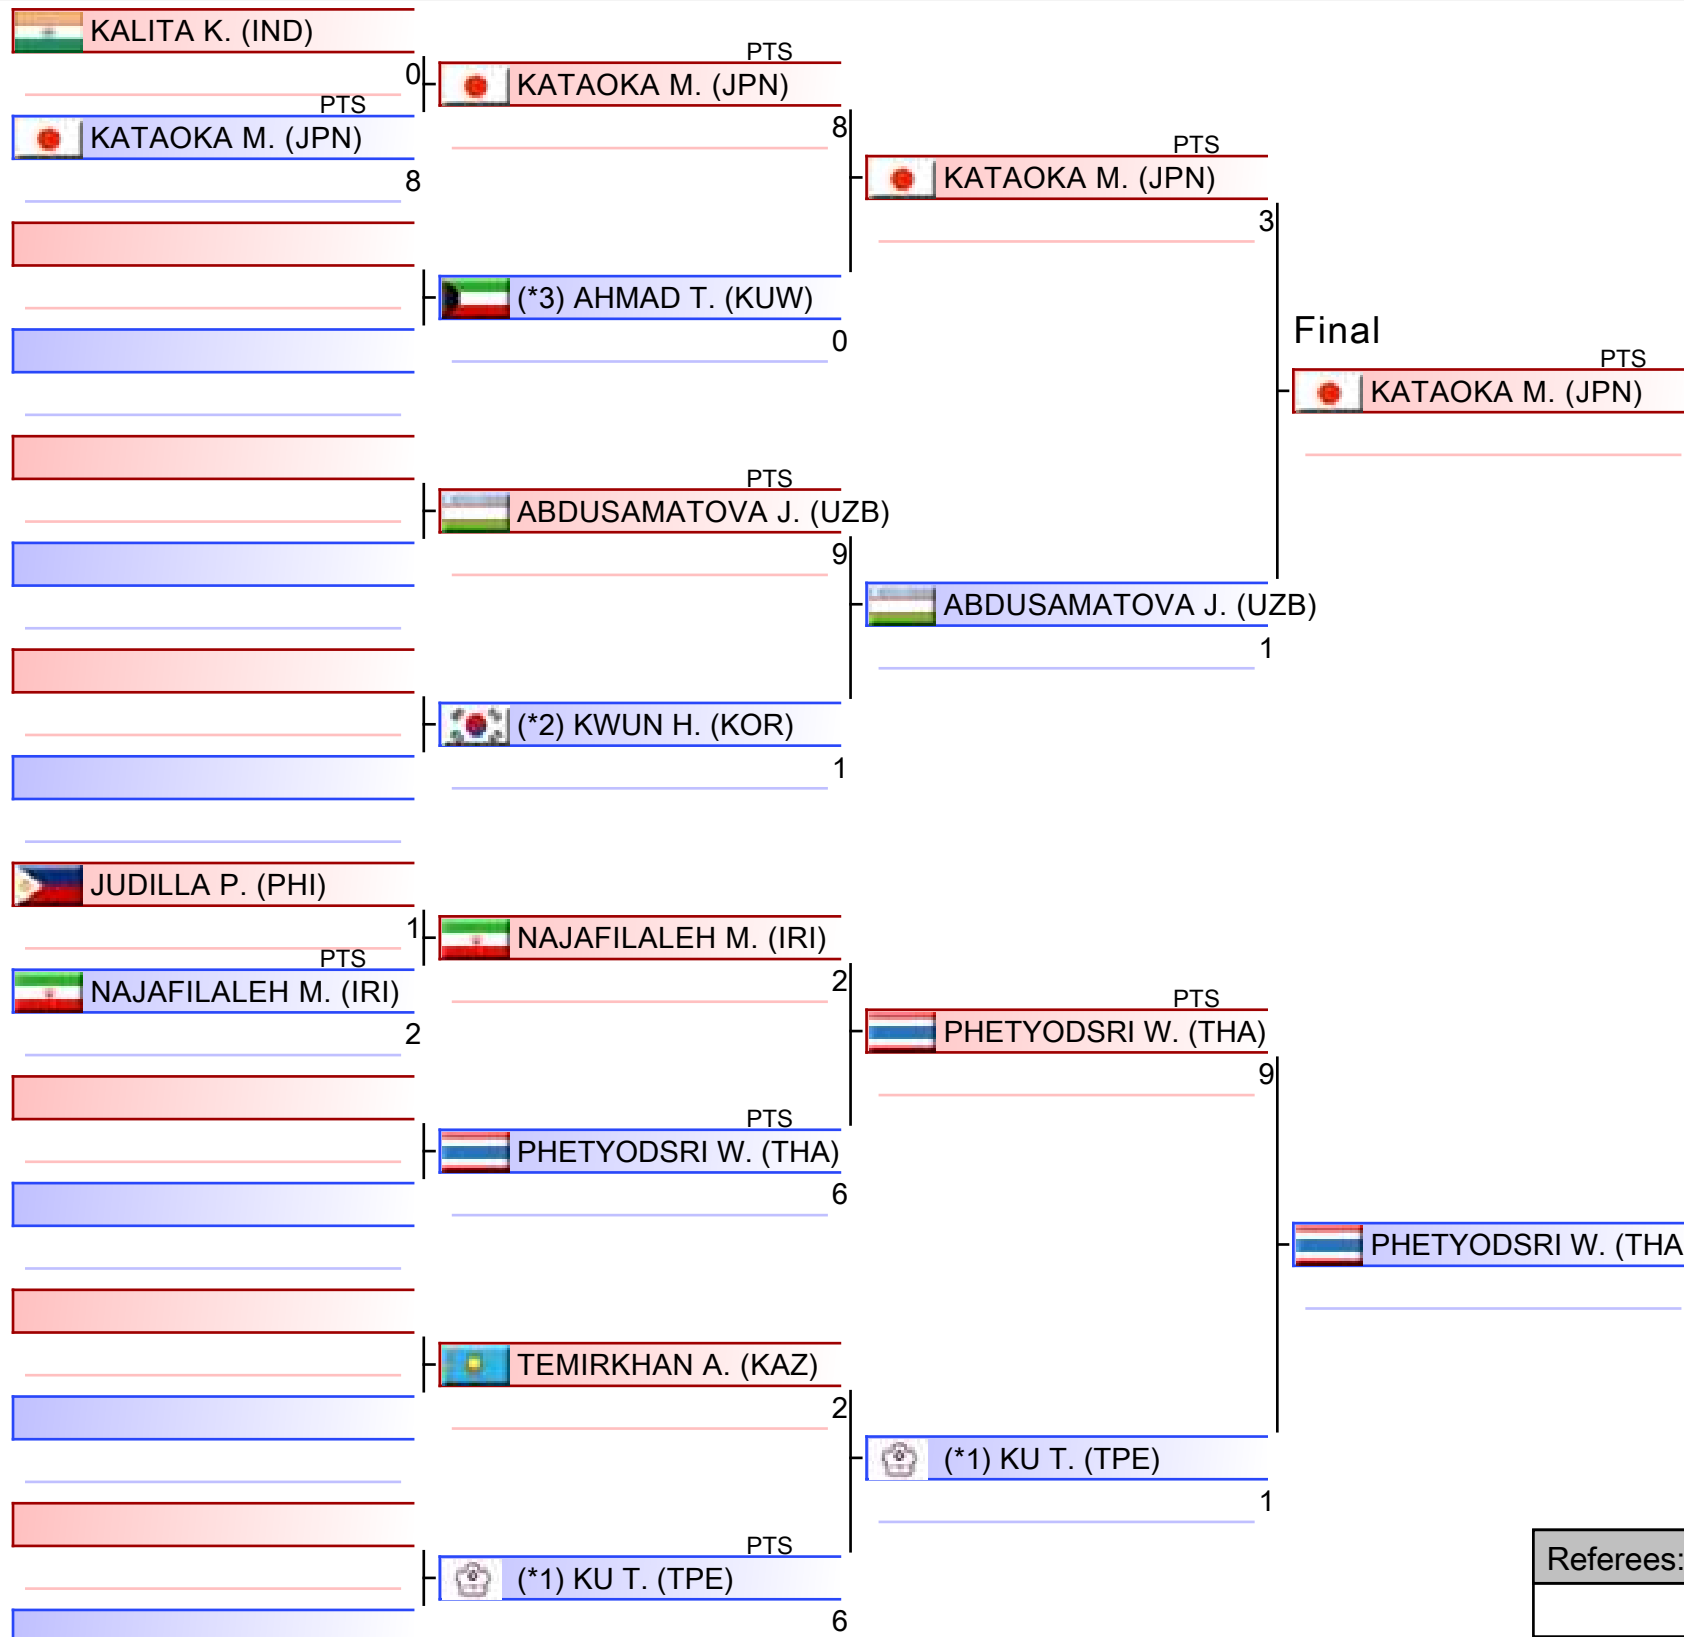 KALITA K. (IND)
0
PTS
KATAOKA M. (JPN)
8
JUDILLA P. (PHI)
1
PTS
NAJAFILALEH M. (IRI)
2
PTS
KATAOKA M. (JPN)
8
(*3) AHMAD T. (KUW)
0
PTS
ABDUSAMATOVA J. (UZB)
9
(*2) KWUN H. (KOR)
1
NAJAFILALEH M. (IRI)
2
PTS
PHETYODSRI W. (THA)
6
TEMIRKHAN A. (KAZ)
2
PTS
(*1) KU T. (TPE)
6
PTS
KATAOKA M. (JPN)
3
ABDUSAMATOVA J. (UZB)
1
PTS
PHETYODSRI W. (THA)
9
(*1) KU T. (TPE)
1
Final
PTS
KATAOKA M. (JPN)
PHETYODSRI W. (THA
Referees: